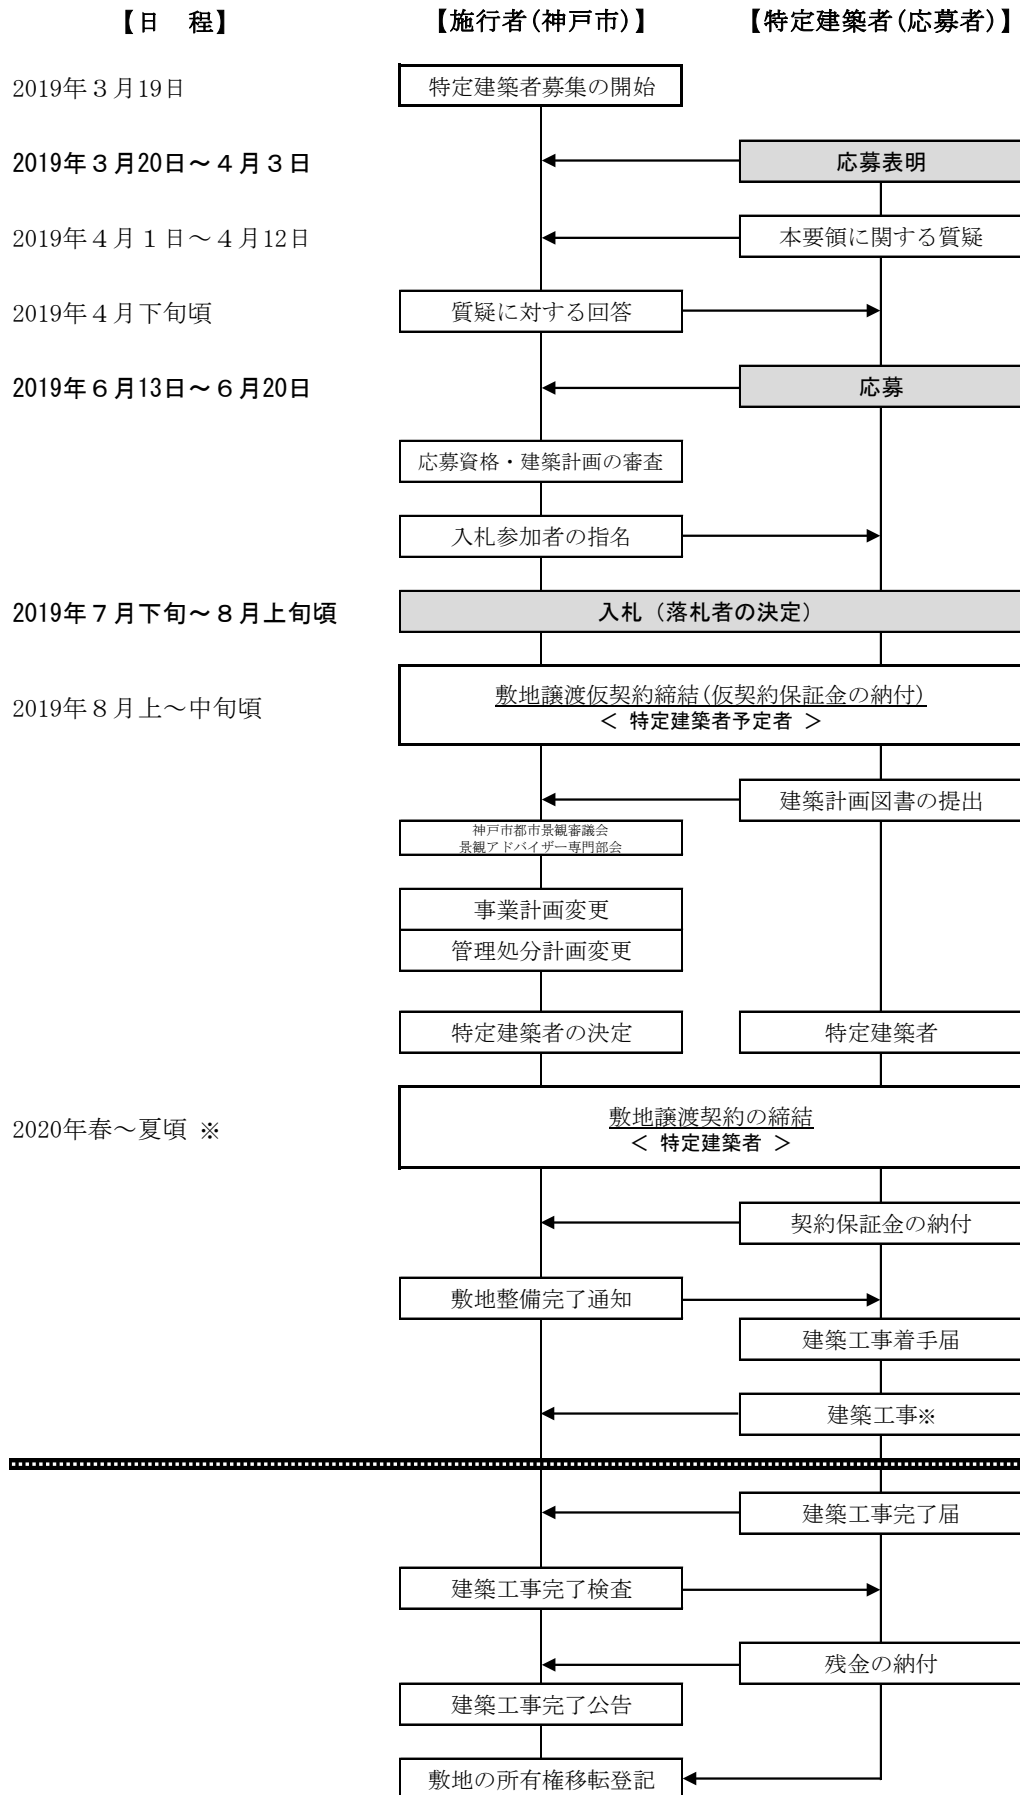 【日　程】
【施行者(神戸市)】
【特定建築者(応募者)】
2019年３月19日
特定建築者募集の開始
2019年３月20日～４月３日
応募表明
2019年４月１日～４月12日
本要領に関する質疑
2019年４月下旬頃
質疑に対する回答
2019年６月13日～６月20日
応募
応募資格・建築計画の審査
入札参加者の指名
2019年７月下旬～８月上旬頃
入札（落札者の決定）
2019年８月上～中旬頃
敷地譲渡仮契約締結(仮契約保証金の納付)
＜ 特定建築者予定者 ＞
建築計画図書の提出
神戸市都市景観審議会
景観アドバイザー専門部会
事業計画変更
管理処分計画変更
特定建築者の決定
特定建築者
2020年春～夏頃 ※
敷地譲渡契約の締結
＜ 特定建築者 ＞
契約保証金の納付
敷地整備完了通知
建築工事着手届
建築工事※
建築工事完了届
建築工事完了検査
残金の納付
建築工事完了公告
敷地の所有権移転登記